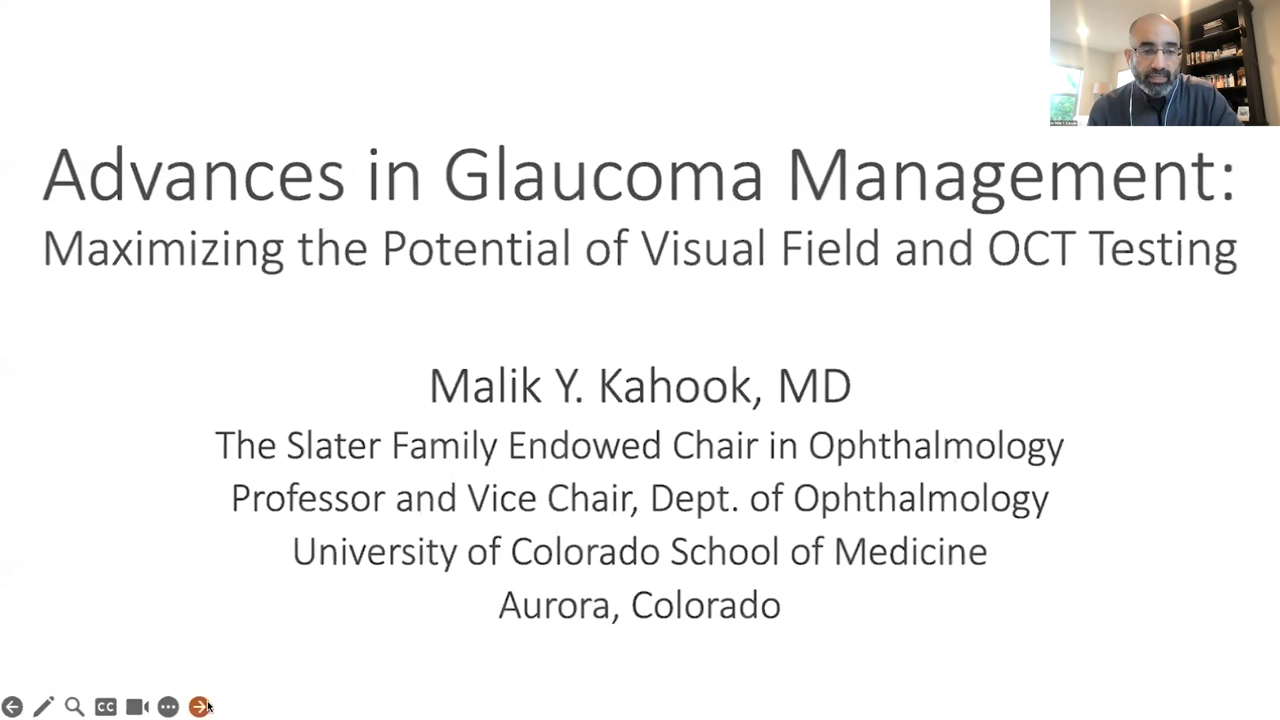 Advances in Glaucoma Management:
Maximizing the Potential of Visual Field and OCT Testing
Malik Y. Kahook, MD
The Slater Family Endowed Chair in Ophthalmology
Professor and Vice Chair, Dept. of Ophthalmology
University of Colorado School of Medicine
Aurora, Colorado
CC